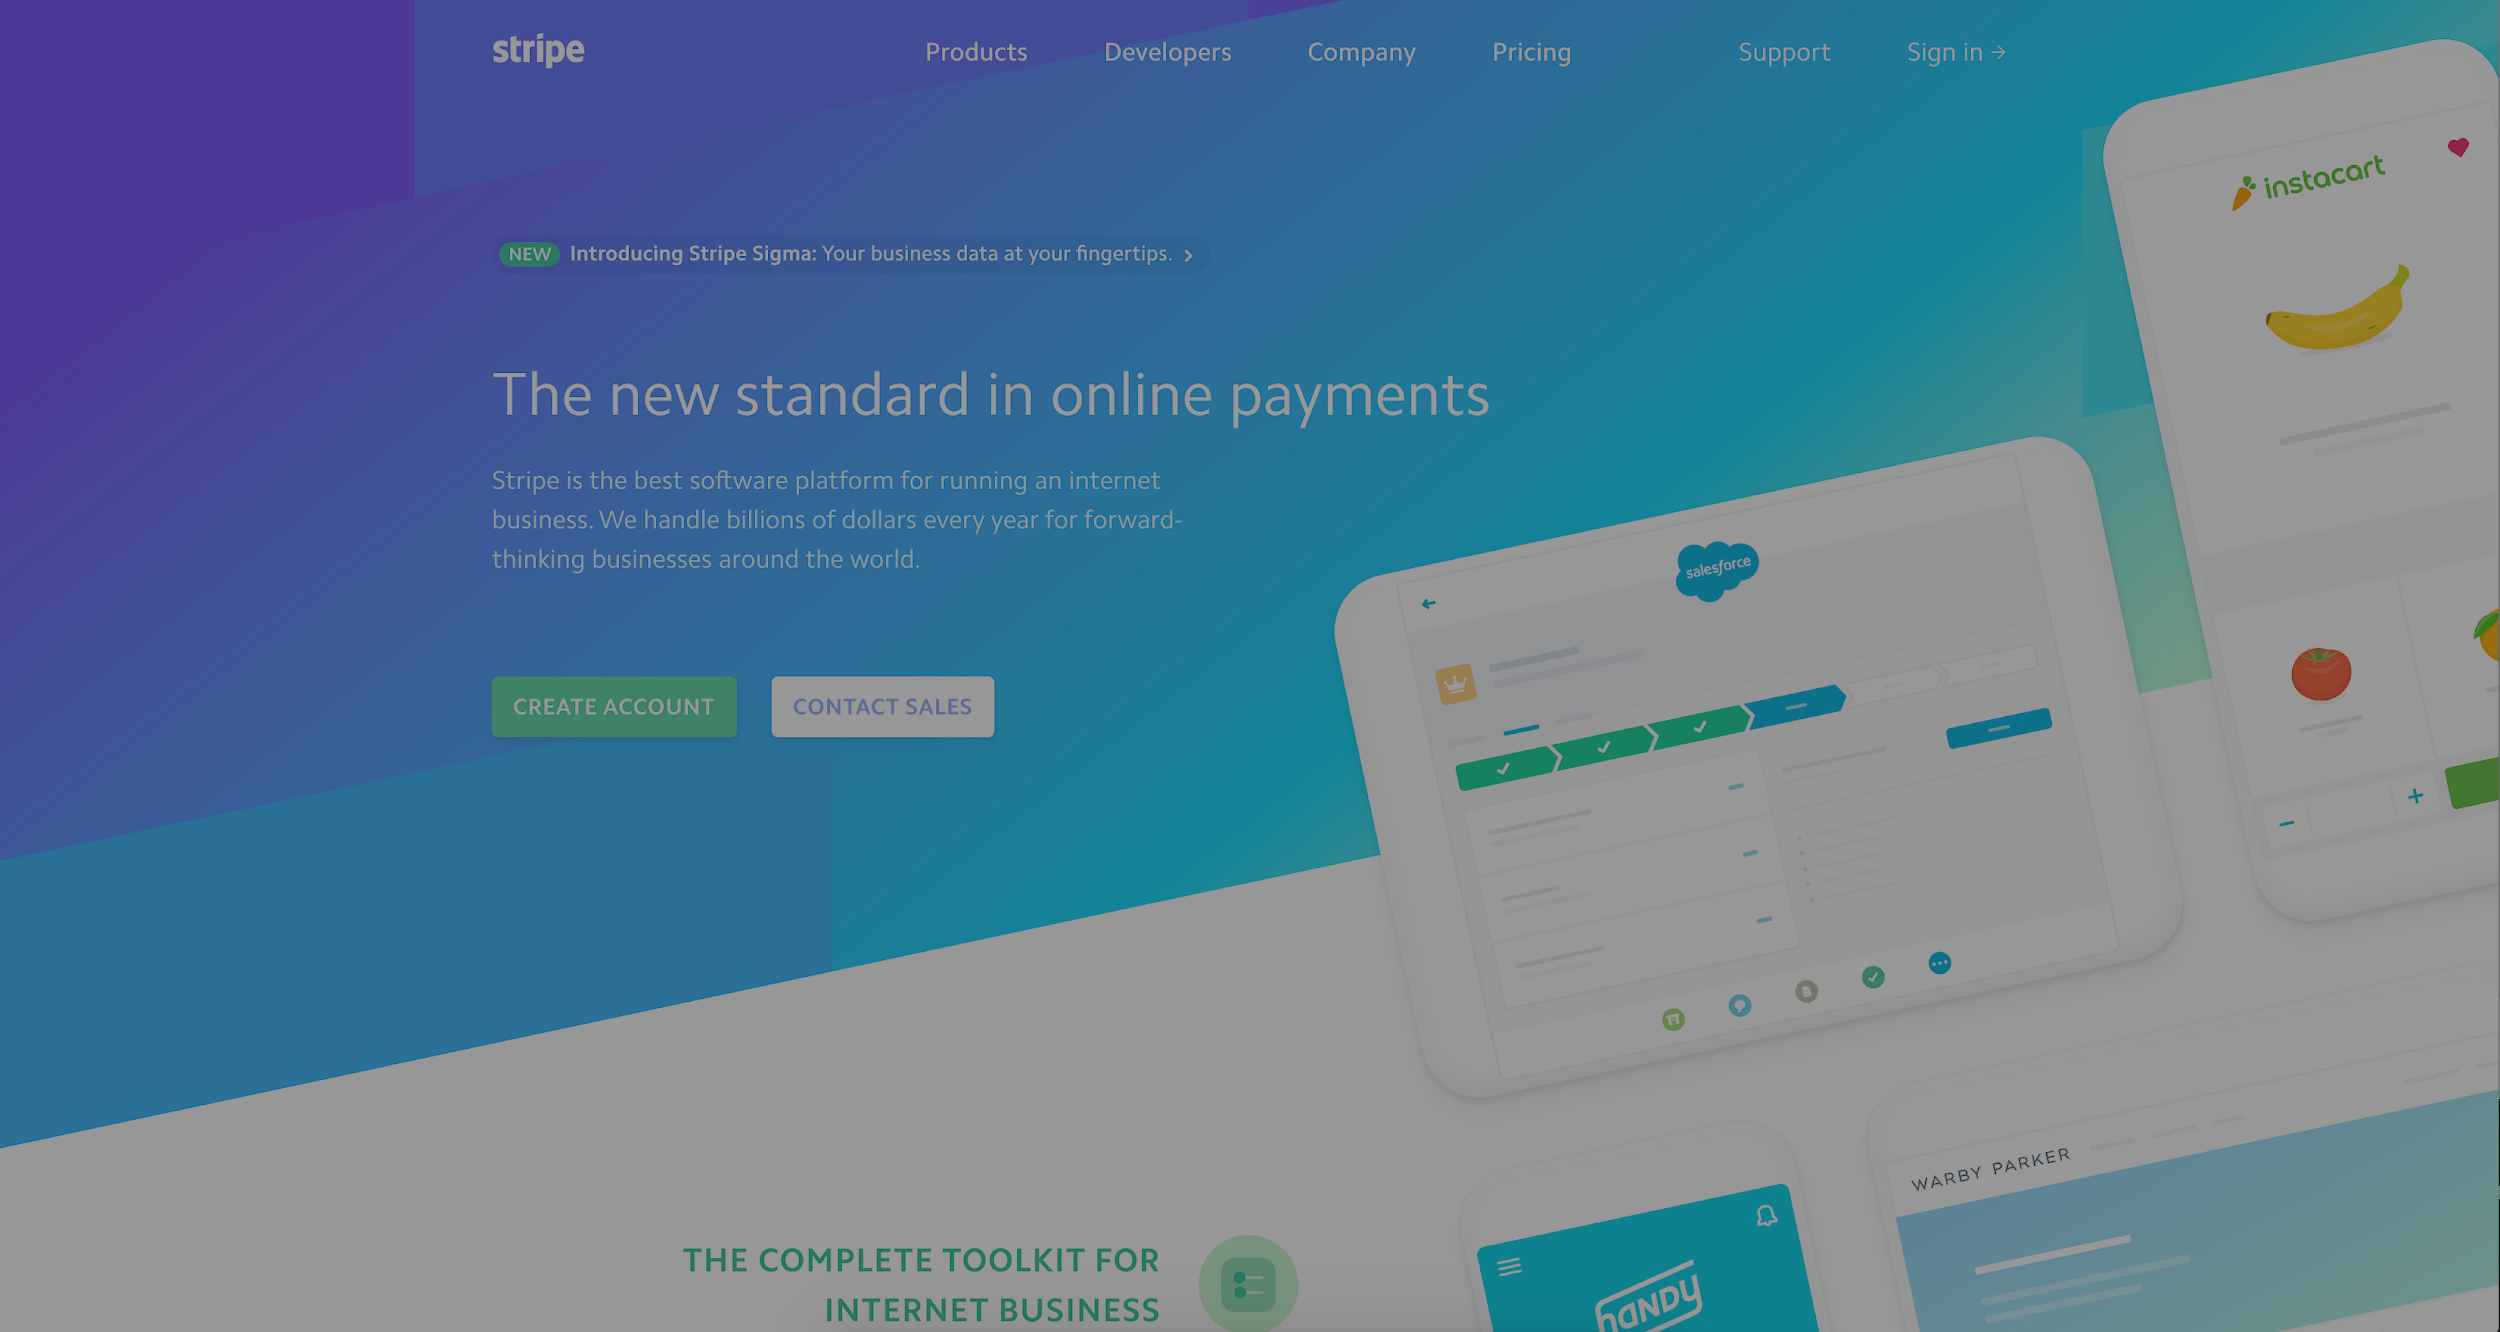 stripe
Products Developers Company Pricing Support Sign in →
NEW Introducing Stripe Sigma: Your business data at your fingertips.
The new standard in online payments
Stripe is the best software platform for running an internet
business. We handle billions of dollars every year for forward-
thinking businesses around the world.
CREATE ACCOUNT CONTACT SALES
instacart
salesforce
WARBY PARKER
HANDY
THE COMPLETE TOOLKIT FOR
INTERNET BUSINESS